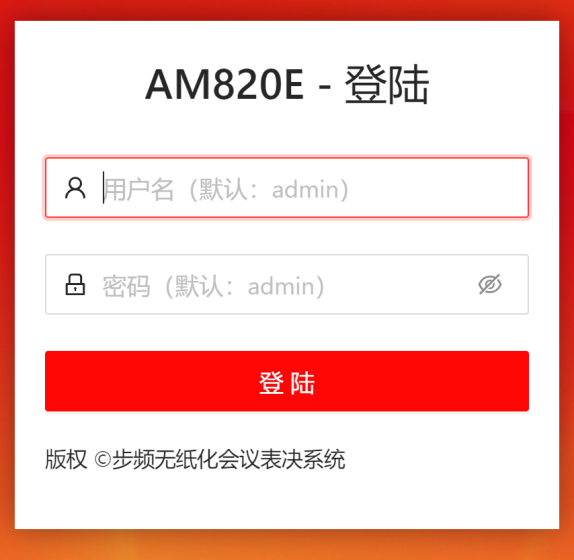 AM820E - 登陆
用户名（默认：admin）
密码（默认：admin）
登 陆
版权 ©步频无纸化会议表决系统